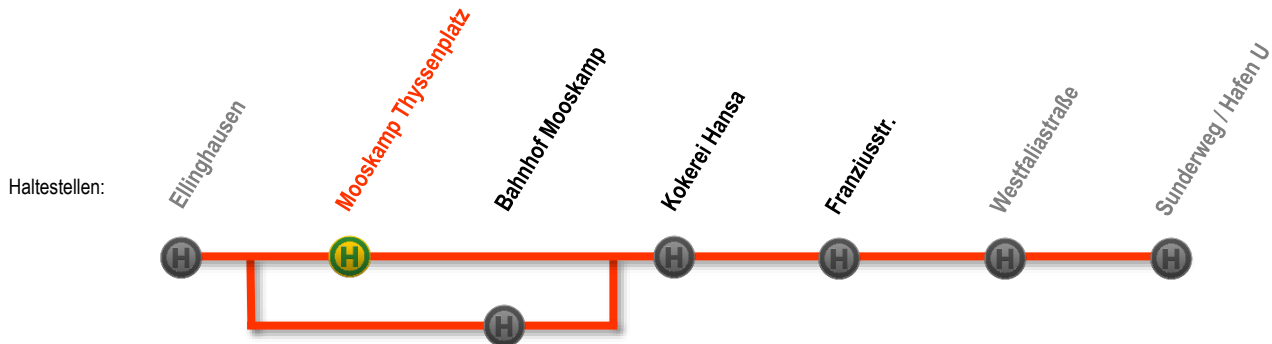 Haltestellen:
Ellinghausen
Mooskamp Thyssenplatz
Bahnhof Mooskamp
Kokerei Hansa
Franziusstr.
Westfaliastraße
Sunderweg / Hafen U
H
H
H
H
H
H
H